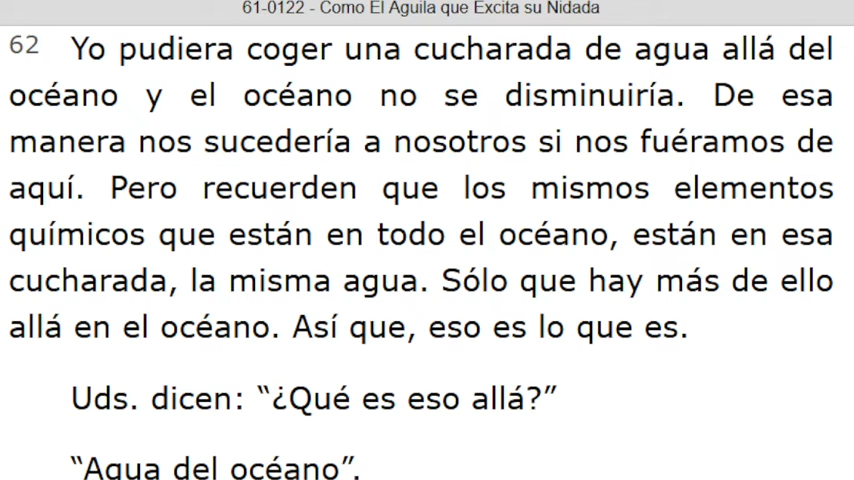 61-0122 - Como El Aguila que Excita su Nidada
62 Yo pudiera coger una cucharada de agua allá del
océano y el océano no se disminuiría. De esa
manera nos sucedería a nosotros si nos fuéramos de
aquí. Pero recuerden que los mismos elementos
químicos que están en todo el océano, están en esa
cucharada, la misma agua. Sólo que hay más de ello
allá en el océano. Así que, eso es lo que es.
Uds. dicen: “¿Qué es eso allá?”
“Agua del océano”.